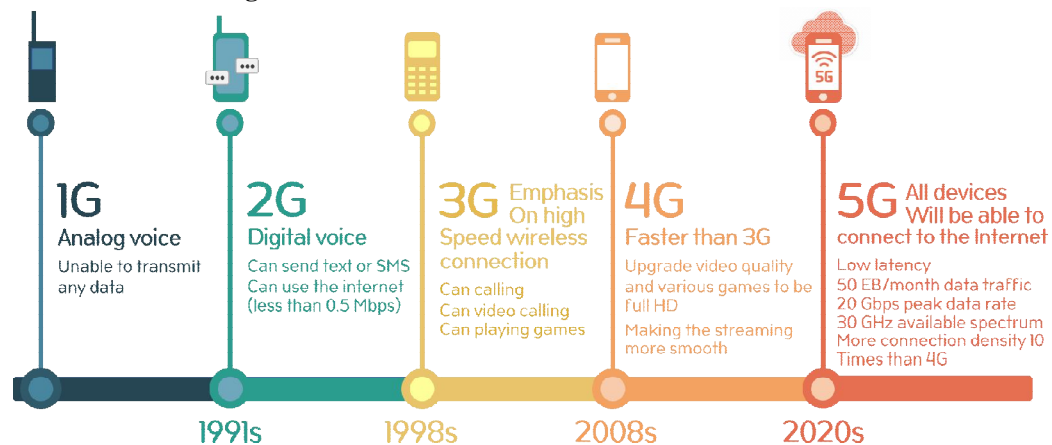 5G
1G
Analog voice
Unable to transmit
any data
2G
Digital voice
Can send text or SMS
Can use the internet
(less than 0.5 Mbps)
3G Emphasis
On high
Speed wireless
connection
Can calling
Can video calling
Can playing games
4G
Faster than 3G
Upgrade video quality
and various games to be
full HD
Making the streaming
more smooth
5G All devices
Will be able to
connect to the Internet
Low latency
50 EB/month data traffic
20 Gbps peak data rate
30 GHz available spectrum
More connection density 10
Times than 4G
1991s
1998s
2008s
2020s